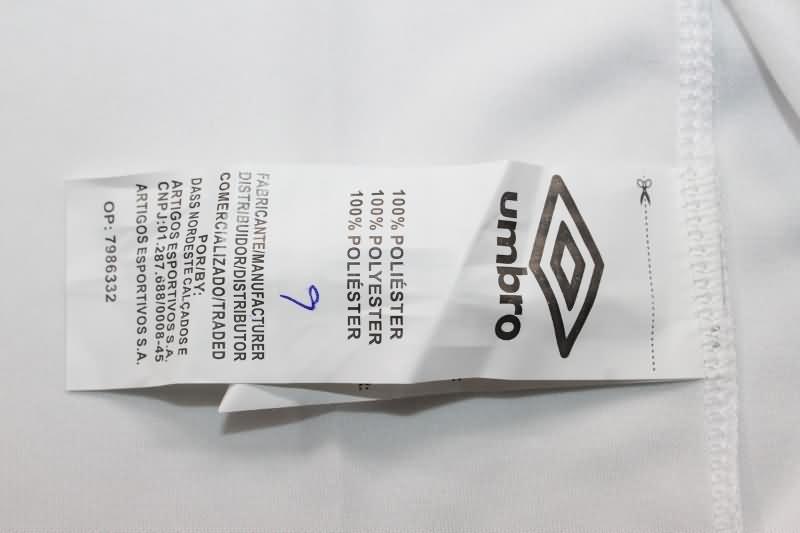 umbro
100% POLIÉSTER
100% POLYESTER
100% POLIÉSTER
9
FABRICANTE/MANUFACTURER
DISTRIBUIDOR/DISTRIBUTOR
COMERCIALIZADO/TRADED
POR/BY:
DASS NORDESTE CALÇADOS E
ARTIGOS ESPORTIVOS S.A.
CNPJ:01.287.688/0008-45
ARTIGOS ESPORTIVOS S.A.
OP: 7986332